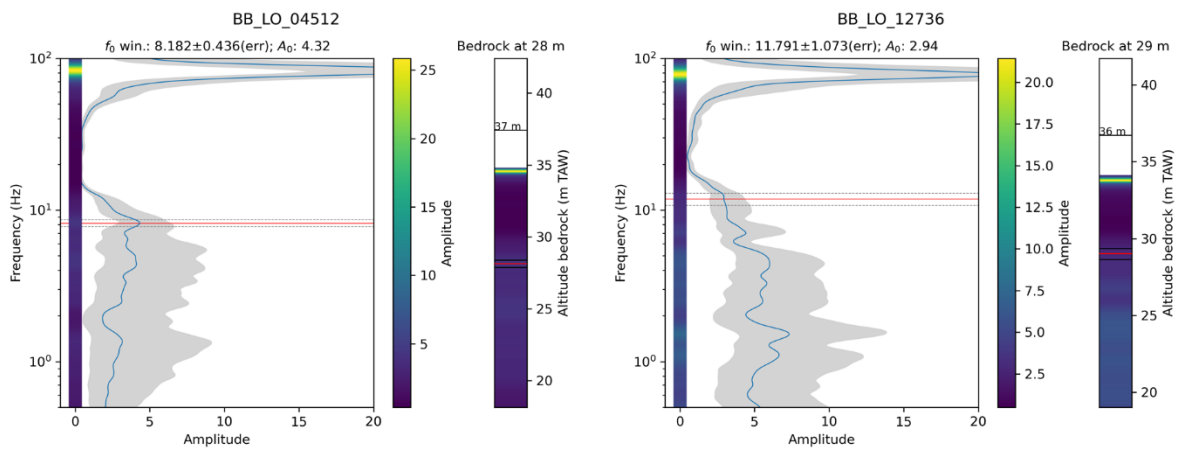 BB_LO_04512
f₀ win.: 8.182±0.436(err); A₀: 4.32
Bedrock at 28 m
10²
10¹
10⁰
Frequency (Hz)
0
5
10
15
20
Amplitude
25
20
15
10
5
Amplitude
37 m
40
35
30
25
20
Altitude bedrock (m TAW)
BB_LO_12736
f₀ win.: 11.791±1.073(err); A₀: 2.94
Bedrock at 29 m
10²
10¹
10⁰
Frequency (Hz)
0
5
10
15
20
Amplitude
20.0
17.5
15.0
12.5
10.0
7.5
5.0
2.5
Amplitude
36 m
40
35
30
25
20
Altitude bedrock (m TAW)